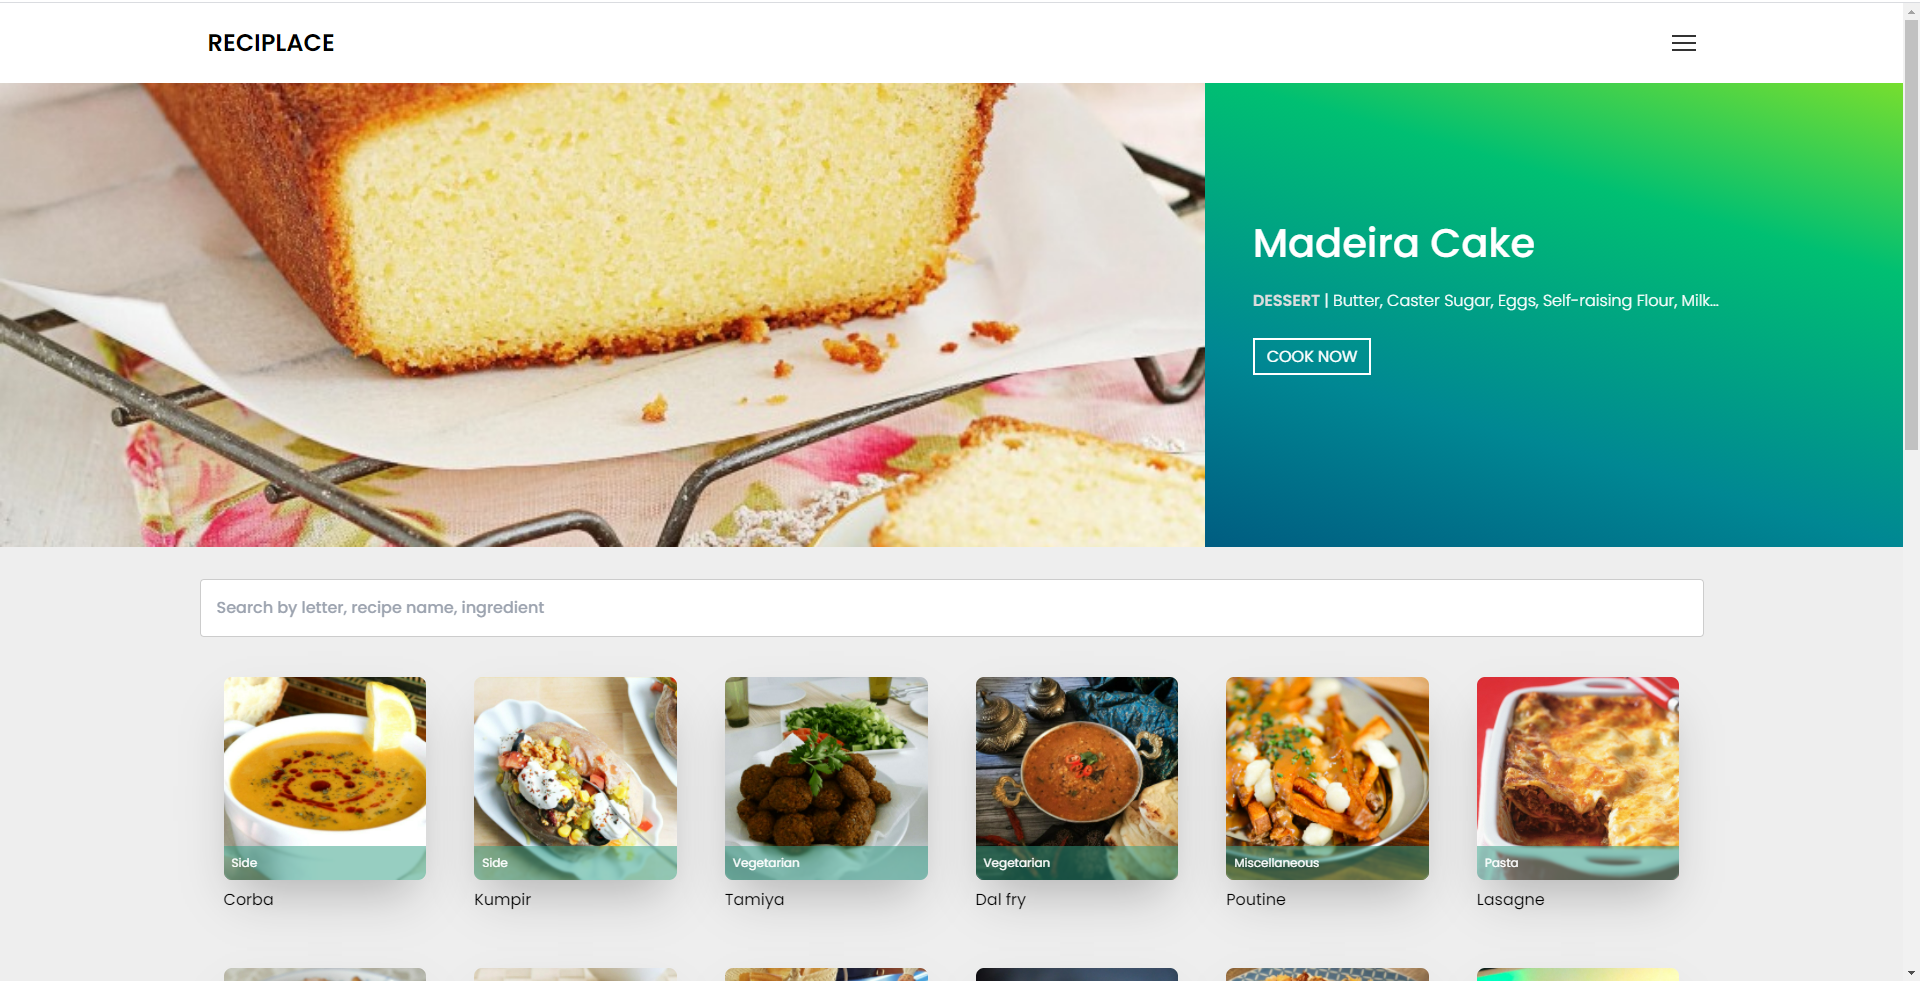 RECIPLACE
Madeira Cake
DESSERT | Butter, Caster Sugar, Eggs, Self-raising Flour, Milk...
COOK NOW
Search by letter, recipe name, ingredient
Side
Side
Vegetarian
Vegetarian
Miscellaneous
Pasta
Corba
Kumpir
Tamiya
Dal fry
Poutine
Lasagne